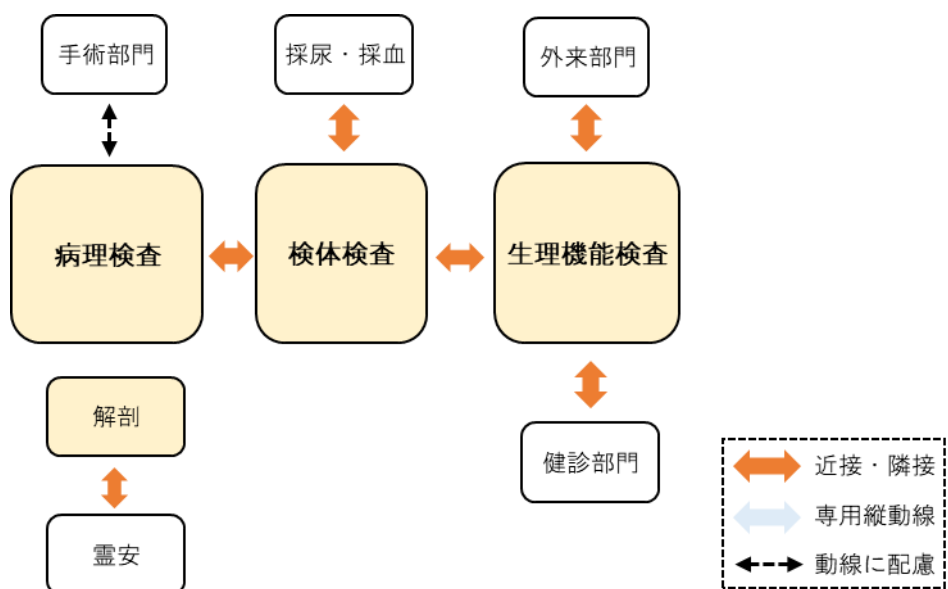 手術部門
採尿・採血
外来部門
病理検査
検体検査
生理機能検査
解剖
健診部門
霊安
近接・隣接
専用縦動線
動線に配慮